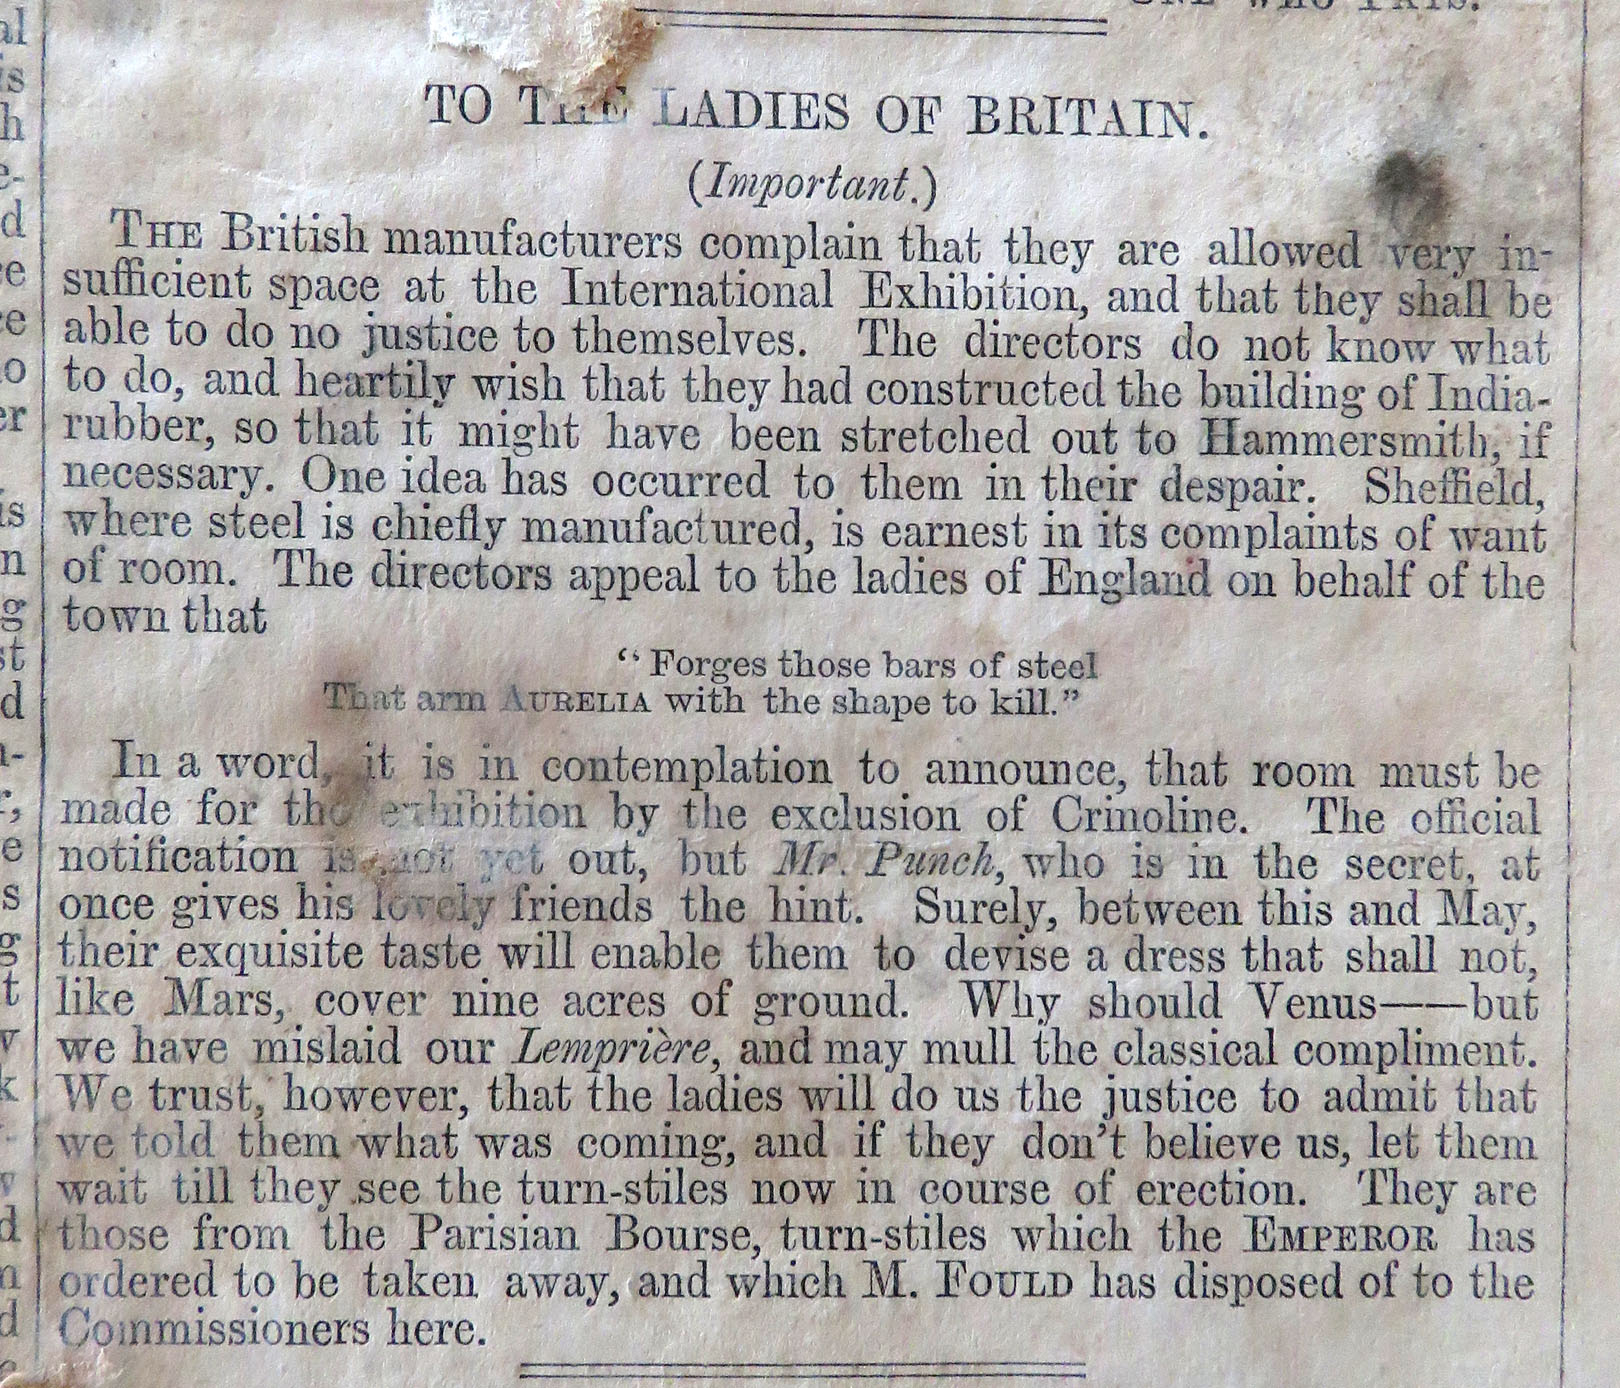 TO THE LADIES OF BRITAIN.
(Important.)
THE British manufacturers complain that they are allowed very in-
sufficient space at the International Exhibition, and that they shall be
able to do no justice to themselves. The directors do not know what
to do, and heartily wish that they had constructed the building of India-
rubber, so that it might have been stretched out to Hammersmith, if
necessary. One idea has occurred to them in their despair. Sheffield,
where steel is chiefly manufactured, is earnest in its complaints of want
of room. The directors appeal to the ladies of England on behalf of the
town that
“Forges those bars of steel
That arm AURELIA with the shape to kill.”
In a word, it is in contemplation to announce, that room must be
made for the exhibition by the exclusion of Crinoline. The official
notification is not yet out, but Mr. Punch, who is in the secret, at
once gives his lovely friends the hint. Surely, between this and May,
their exquisite taste will enable them to devise a dress that shall not,
like Mars, cover nine acres of ground. Why should Venus——but
we have mislaid our Lemprière, and may mull the classical compliment.
We trust, however, that the ladies will do us the justice to admit that
we told them what was coming, and if they don’t believe us, let them
wait till they see the turn-stiles now in course of erection. They are
those from the Parisian Bourse, turn-stiles which the EMPEROR has
ordered to be taken away, and which M. FOULD has disposed of to the
Commissioners here.